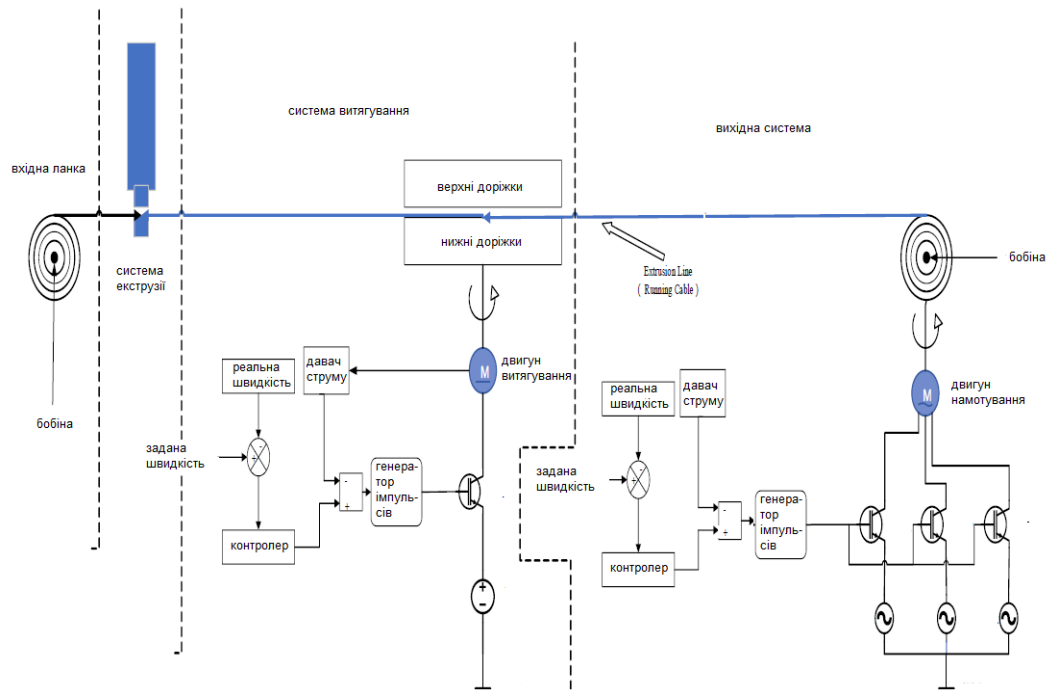 система витягування
вихідна система
вхідна ланка
верхні доріжки
нижні доріжки
система
екструзії
Extrusion Line
( Running Cable )
бобіна
бобіна
реальна
швидкість
давач
струму
M
двигун
витягування
задана
швидкість
-
+
контролер
-
+
генера-
тор
імпуль-
сів
+
−
реальна
швидкість
давач
струму
M
двигун
намотування
задана
швидкість
-
+
контролер
-
+
генера-
тор
імпуль-
сів